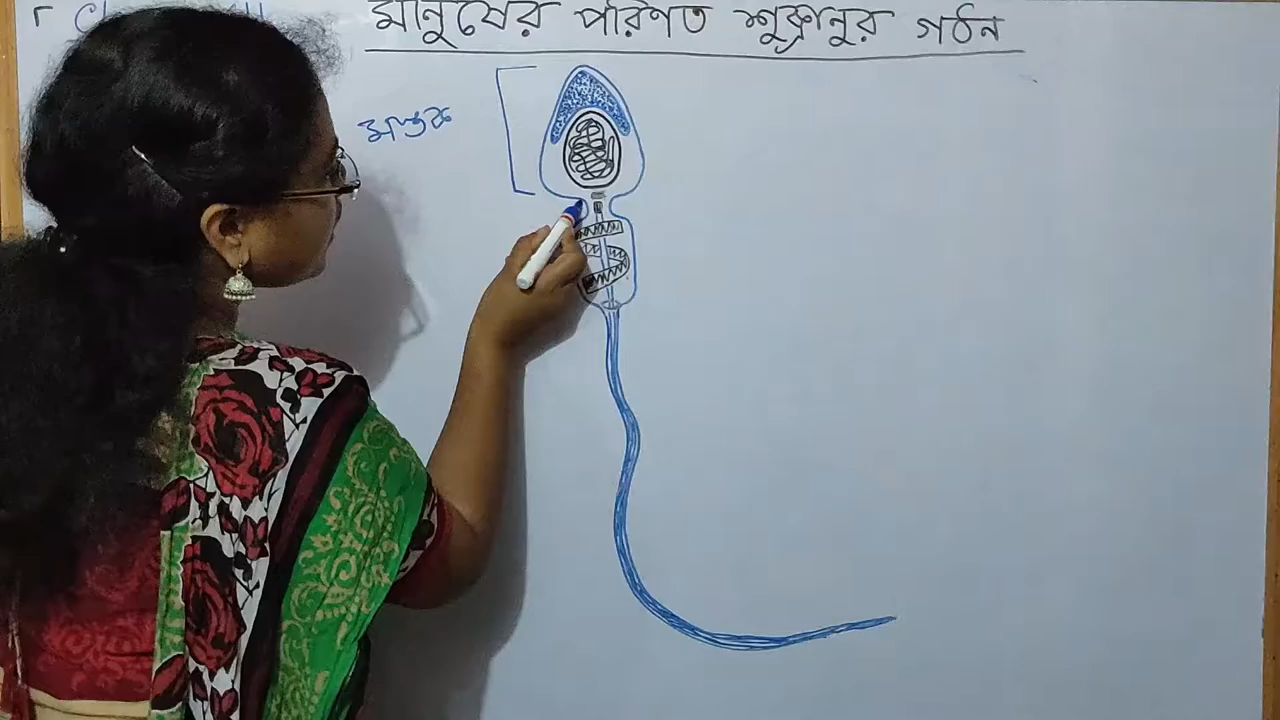 মানুষের পরিণত শুক্রানুর গঠন
মস্তক